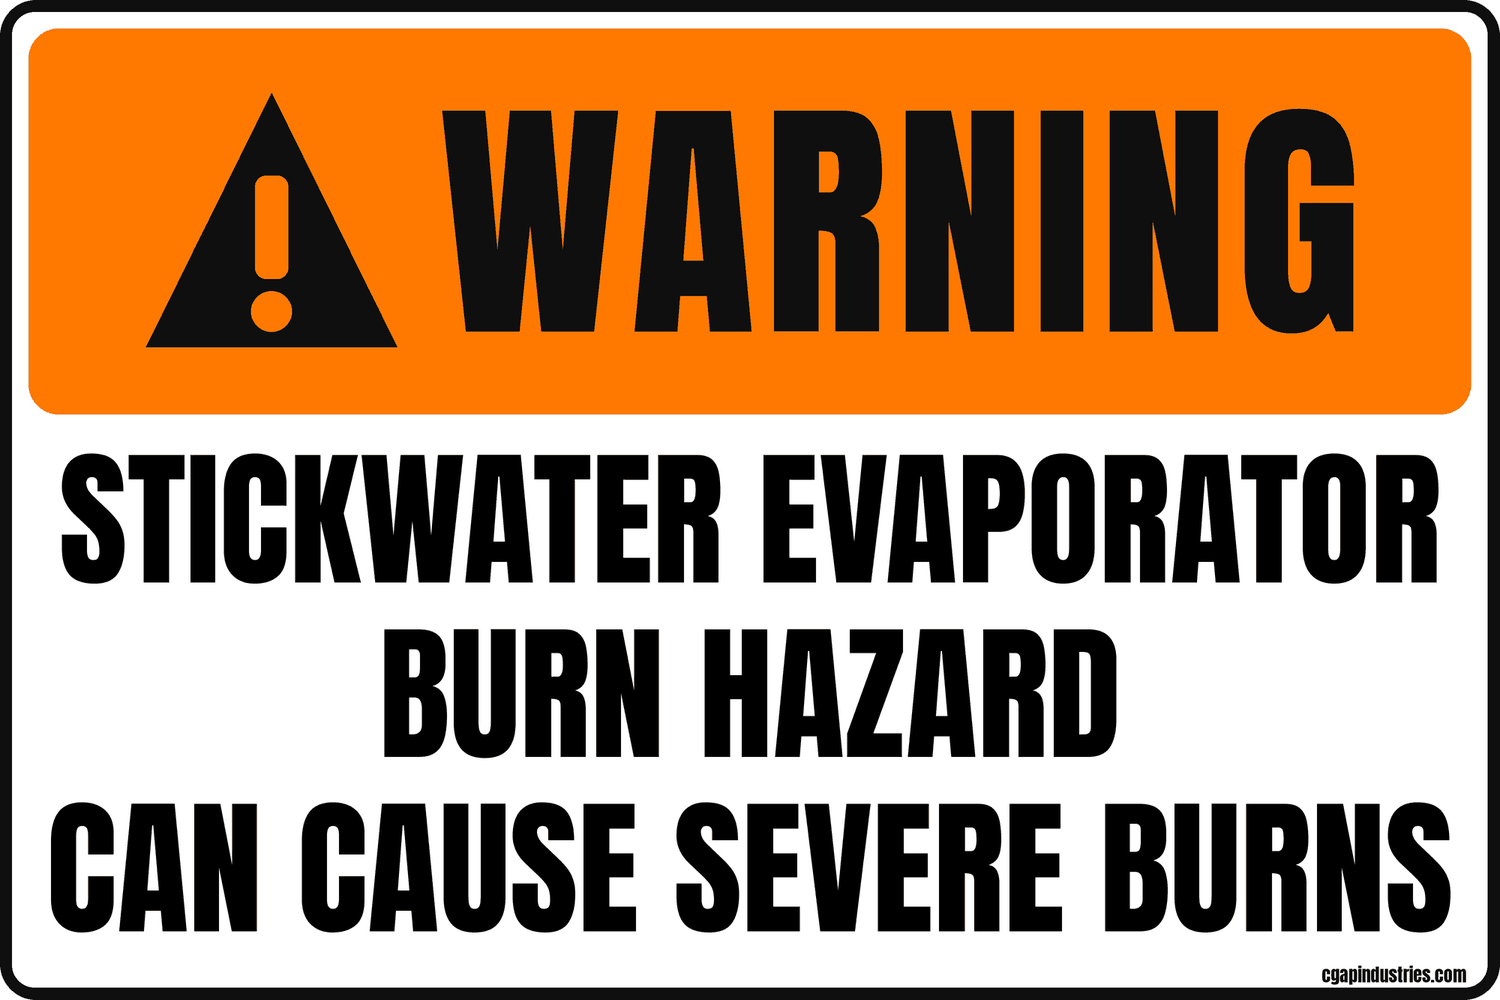 WARNING
STICKWATER EVAPORATOR
BURN HAZARD
CAN CAUSE SEVERE BURNS
cgapindustries.com